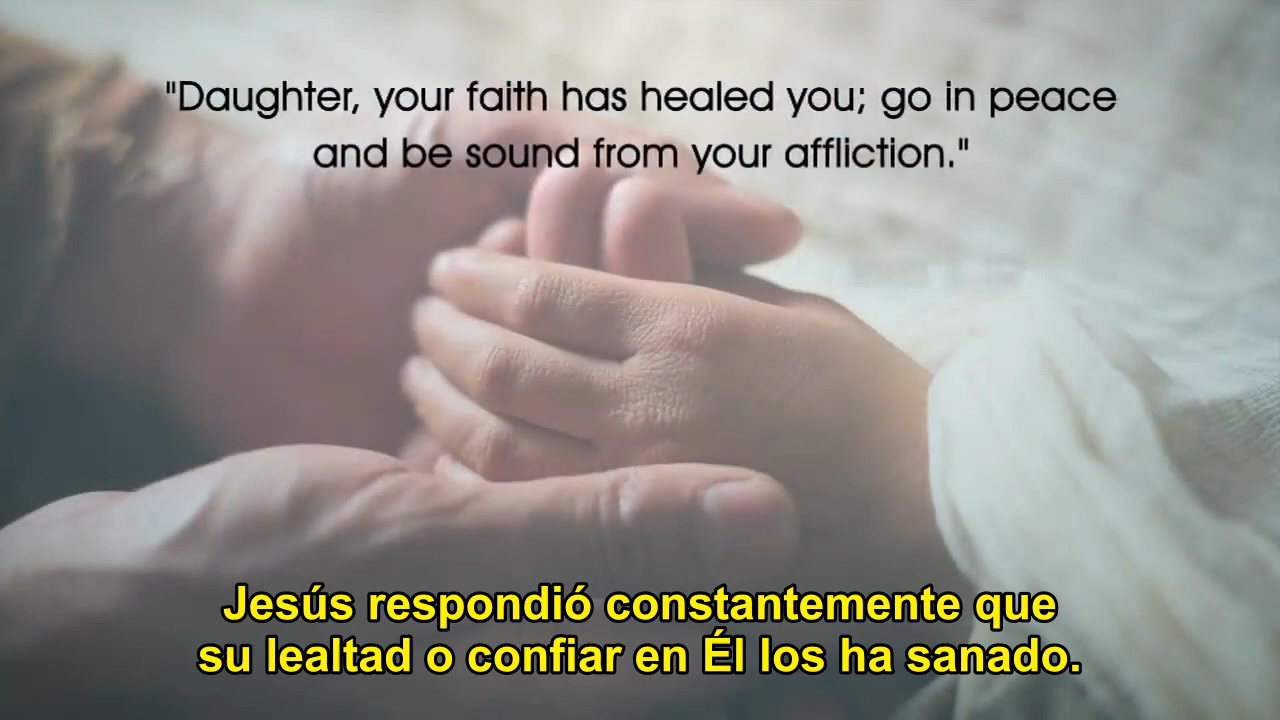 "Daughter, your faith has healed you; go in peace
and be sound from your affliction."
Jesús respondió constantemente que
su lealtad o confiar en Él los ha sanado.